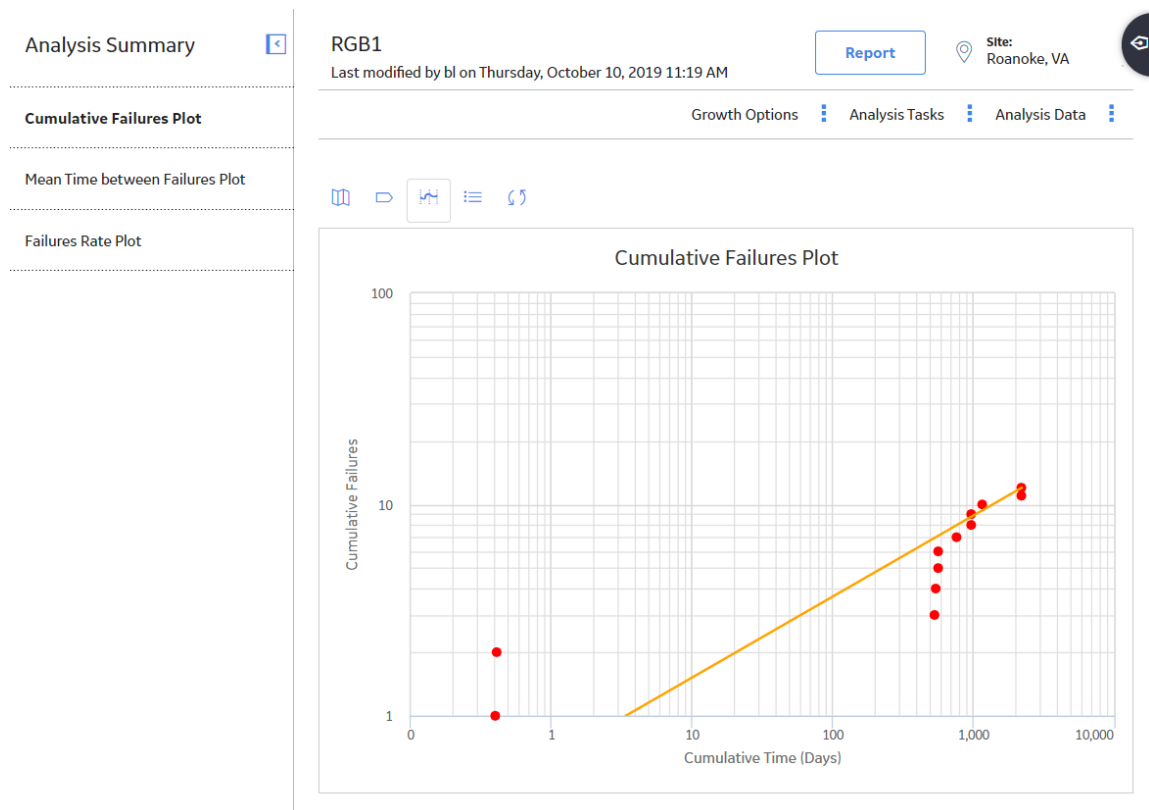 Analysis Summary
Cumulative Failures Plot
Mean Time between Failures Plot
Failures Rate Plot
RGB1
Last modified by bl on Thursday, October 10, 2019 11:19 AM
Report
Site:
Roanoke, VA
Growth Options
Analysis Tasks
Analysis Data
Cumulative Failures Plot
100
10
1
Cumulative Failures
0
1
10
100
1,000
10,000
Cumulative Time (Days)